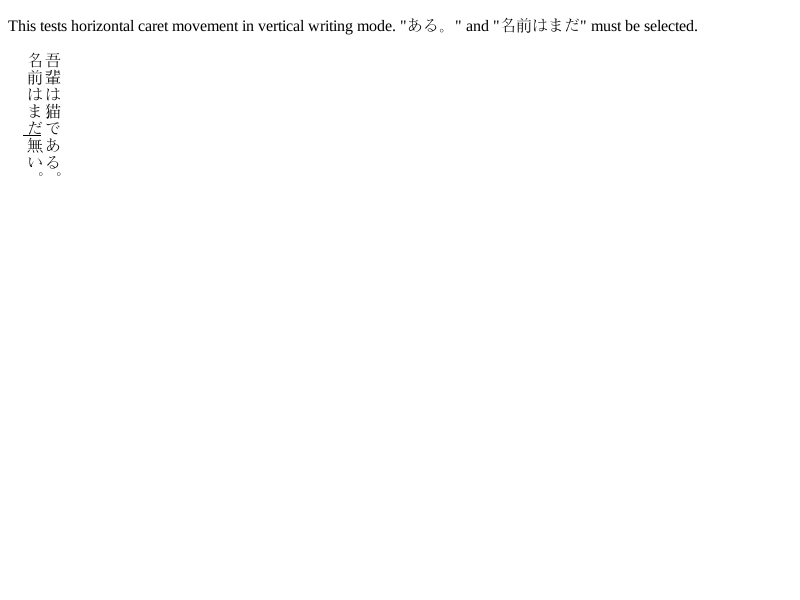 This tests horizontal caret movement in vertical writing mode. "ある。" and "名前はまだ" must be selected.
吾輩は猫である。
名前はまだ無い。